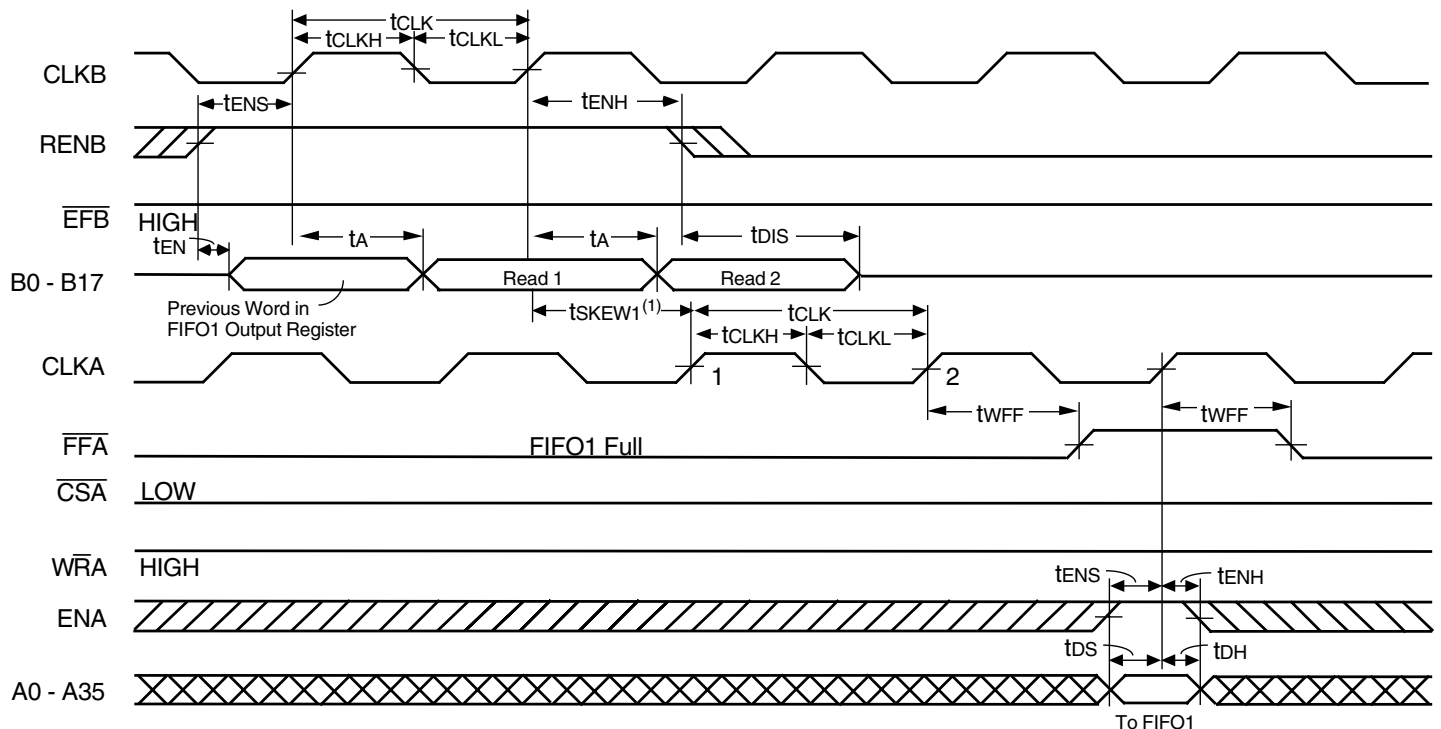 tCLK
tCLKH tCLKL
CLKB
tENS tENH
RENB
EFB HIGH
tEN tA tA tDIS
B0 - B17 Read 1 Read 2
Previous Word in
FIFO1 Output Register
tSKEW1(1) tCLK
tCLKH tCLKL
CLKA 1 2
tWFF tWFF
FFA FIFO1 Full
CSA LOW
WRA HIGH
tENS tENH
ENA
tDS tDH
A0 - A35
To FIFO1